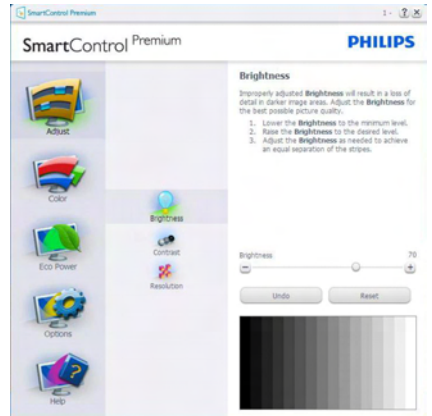 SmartControl Premium
1 - ? ×
SmartControl Premium
PHILIPS
Adjust
Color
Eco Power
Options
Help
Brightness
Contrast
Resolution
Brightness
Improperly adjusted Brightness will result in a loss of
detail in darker image areas. Adjust the Brightness for
the best possible picture quality.
1. Lower the Brightness to the minimum level.
2. Raise the Brightness to the desired level.
3. Adjust the Brightness as needed to achieve
an equal separation of the stripes.
Brightness 70
Undo Reset